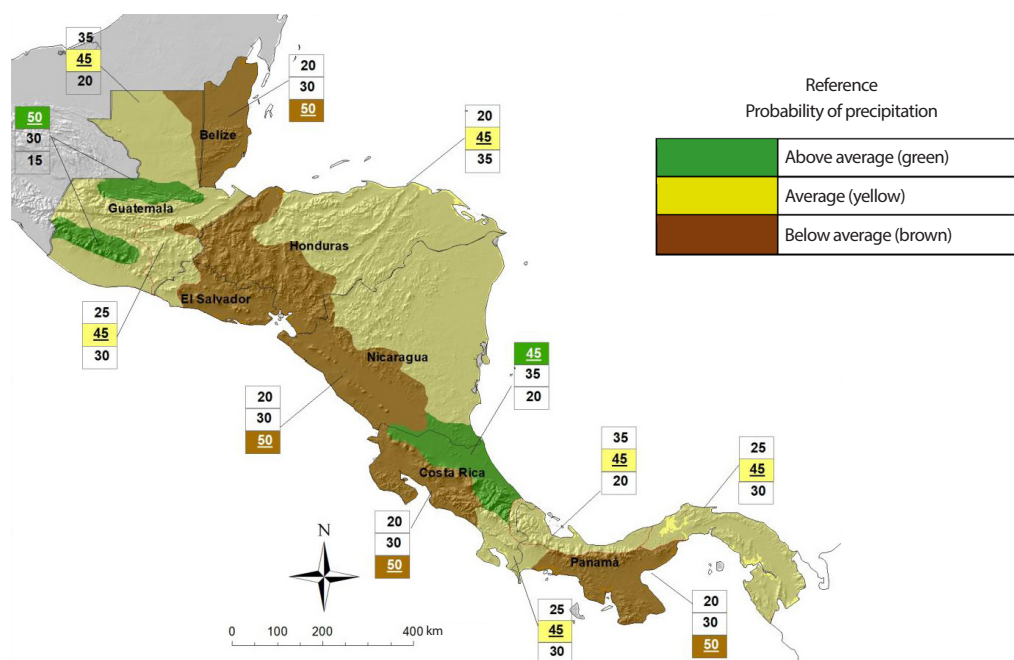 35
45
20
50
30
15
20
30
50
Belize
20
45
35
Guatemala
Honduras
El Salvador
25
45
30
Nicaragua
45
35
20
20
30
50
Costa Rica
35
45
20
25
45
30
20
30
50
Panamá
N
25
45
30
20
30
50
0 100 200 400 km
Reference
Probability of precipitation
Above average (green)
Average (yellow)
Below average (brown)